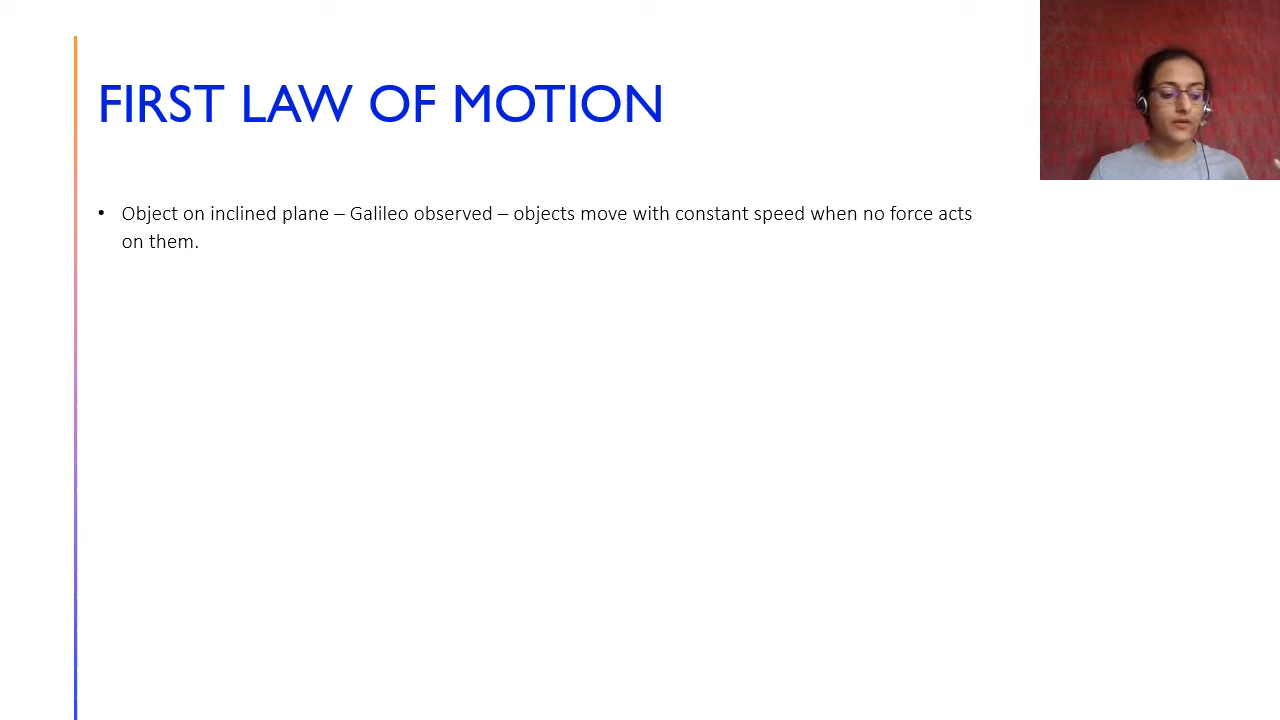 FIRST LAW OF MOTION
• Object on inclined plane – Galileo observed – objects move with constant speed when no force acts
on them.